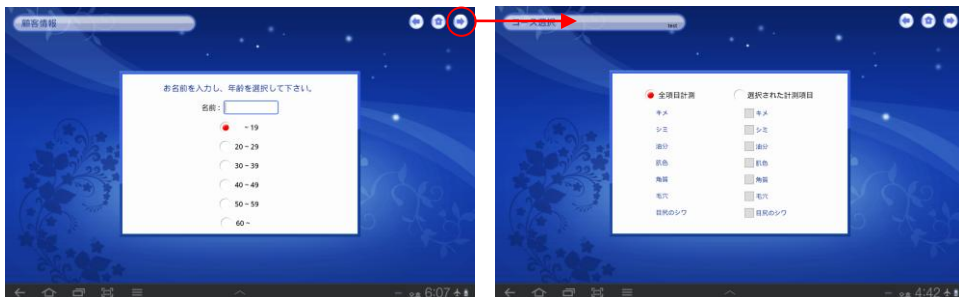 顧客情報
お名前を入力し、年齢を選択して下さい。
名前：
~ 19
20 ~ 29
30 ~ 39
40 ~ 49
50 ~ 59
60 ~
6:07
コース選択
test
全項目計測
選択された計測項目
キメ
キメ
シミ
シミ
油分
油分
肌色
肌色
角質
角質
毛穴
毛穴
目尻のシワ
目尻のシワ
4:42